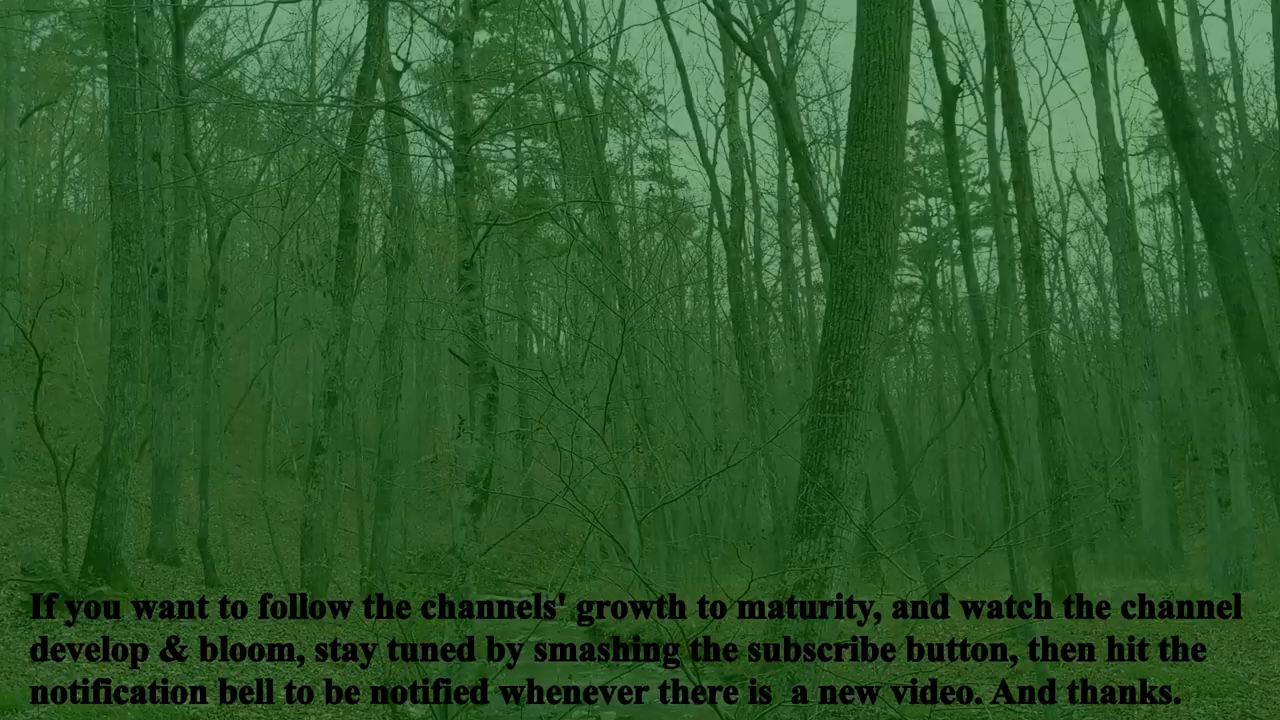 If you want to follow the channels' growth to maturity, and watch the channel
develop & bloom, stay tuned by smashing the subscribe button, then hit the
notification bell to be notified whenever there is  a new video. And thanks.